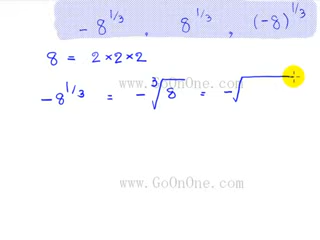 -8^{1/3} , 8^{1/3} , (-8)^{1/3}
www.GoOnOne.com
8 = 2×2×2
-8^{1/3} = -∛8 = -√
www.GoOnOne.com